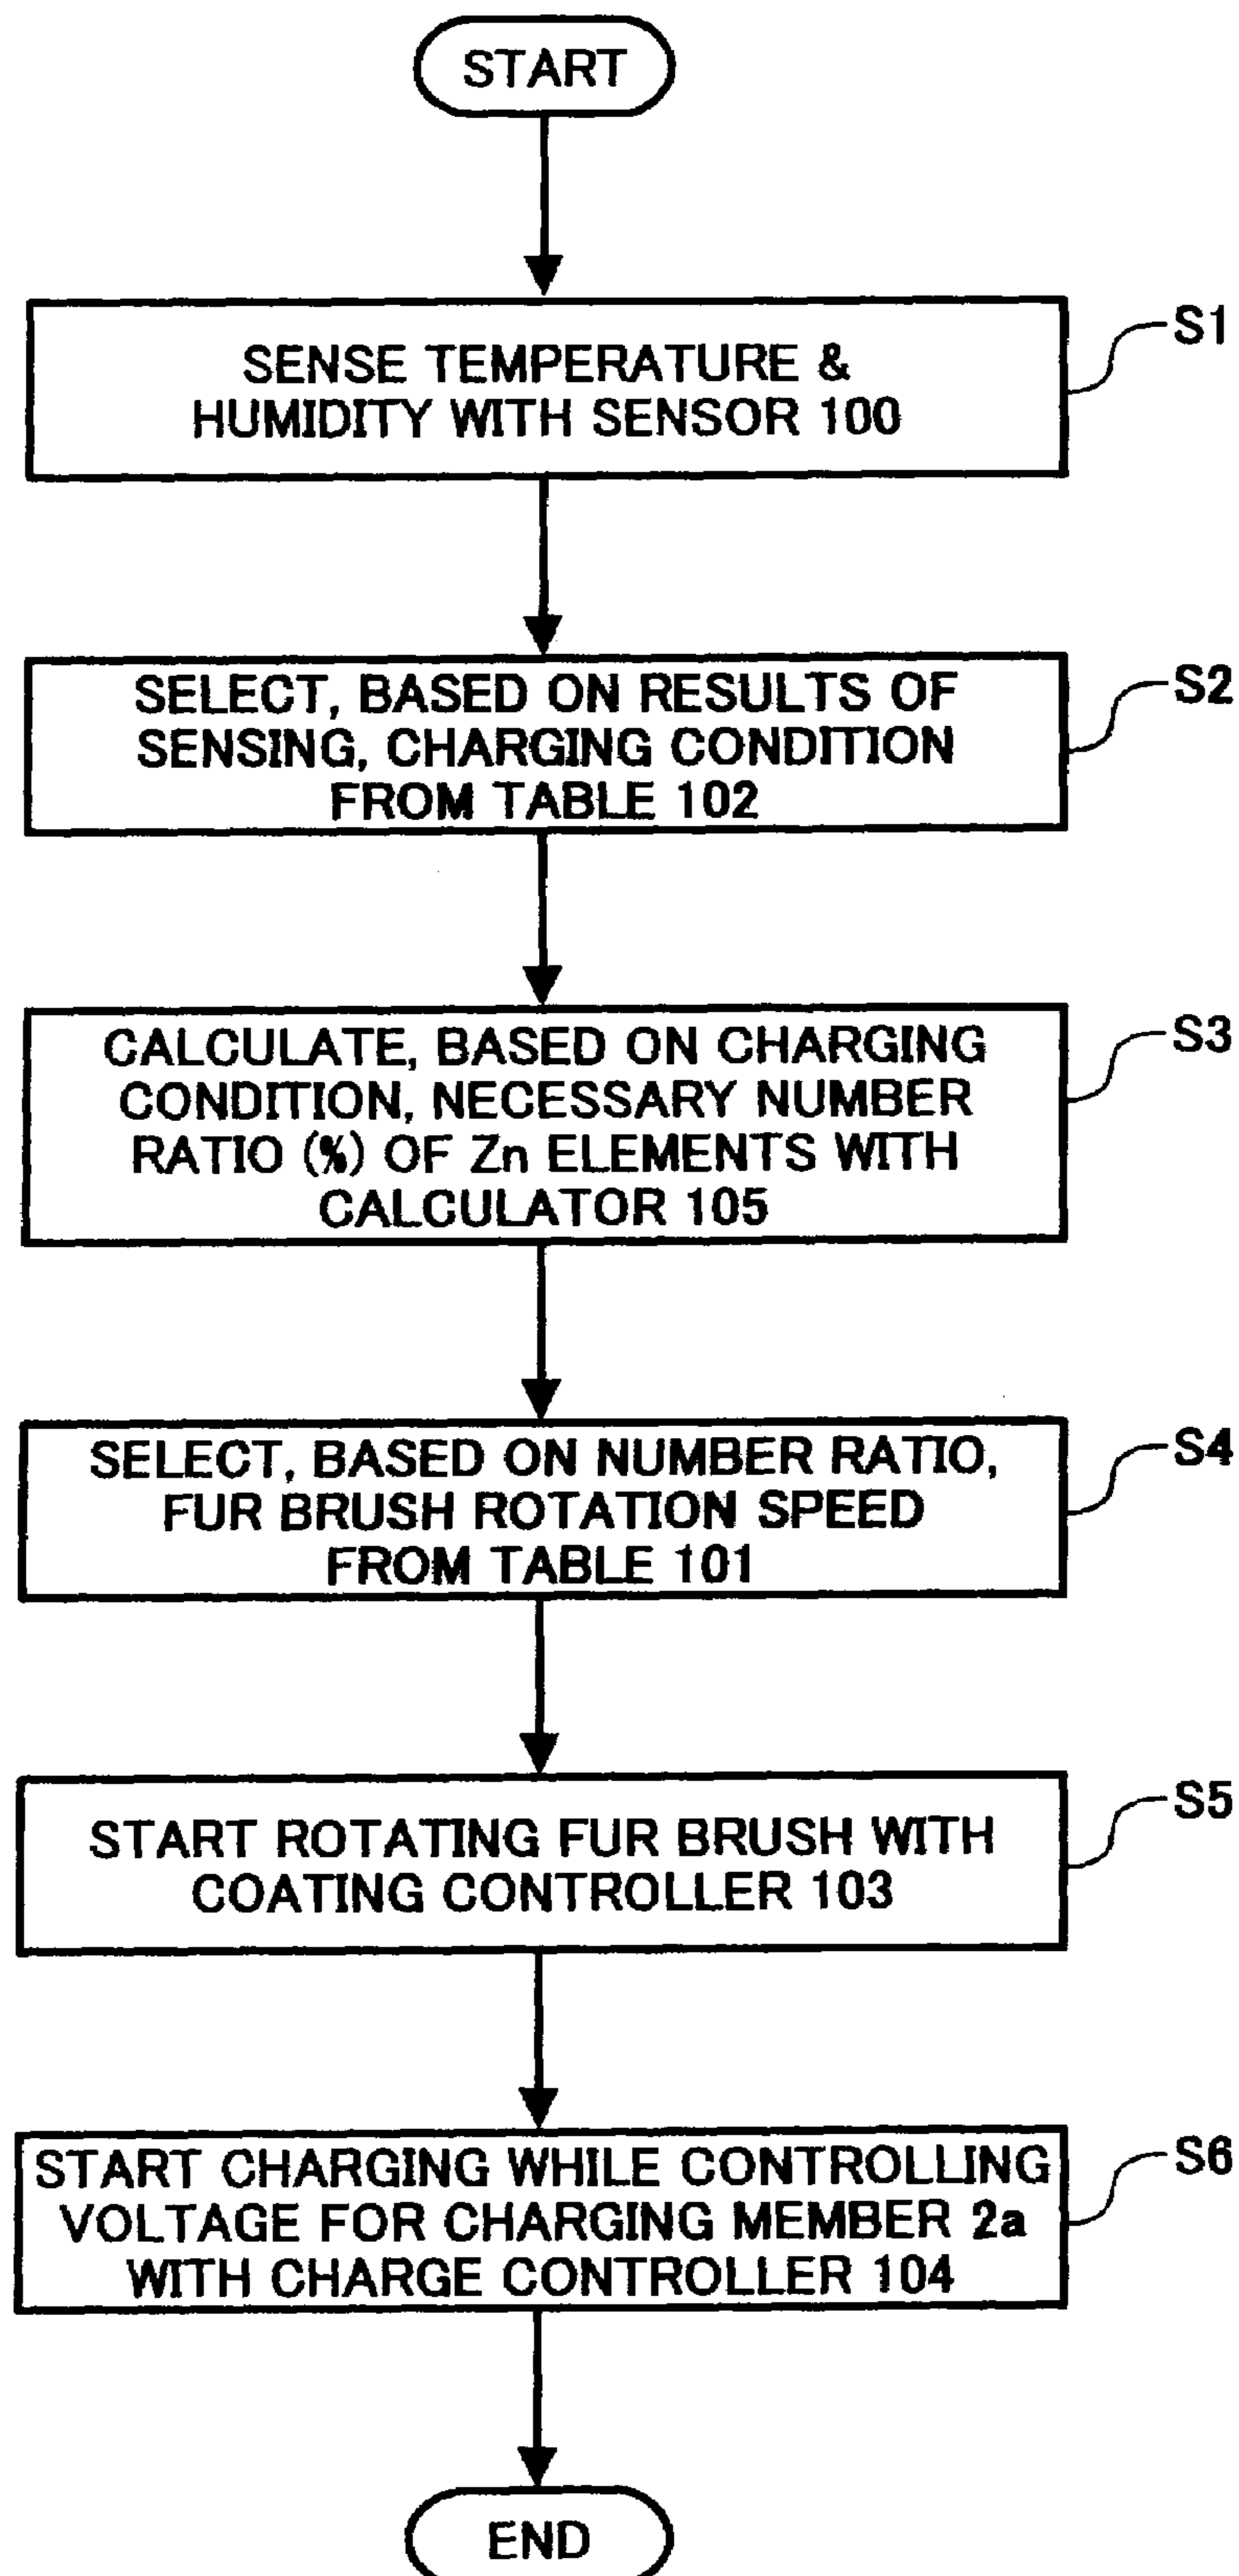 START
SENSE TEMPERATURE &
HUMIDITY WITH SENSOR 100
S1
SELECT, BASED ON RESULTS OF
SENSING, CHARGING CONDITION
FROM TABLE 102
S2
CALCULATE, BASED ON CHARGING
CONDITION, NECESSARY NUMBER
RATIO (%) OF Zn ELEMENTS WITH
CALCULATOR 105
S3
SELECT, BASED ON NUMBER RATIO,
FUR BRUSH ROTATION SPEED
FROM TABLE 101
S4
START ROTATING FUR BRUSH WITH
COATING CONTROLLER 103
S5
START CHARGING WHILE CONTROLLING
VOLTAGE FOR CHARGING MEMBER 2a
WITH CHARGE CONTROLLER 104
S6
END